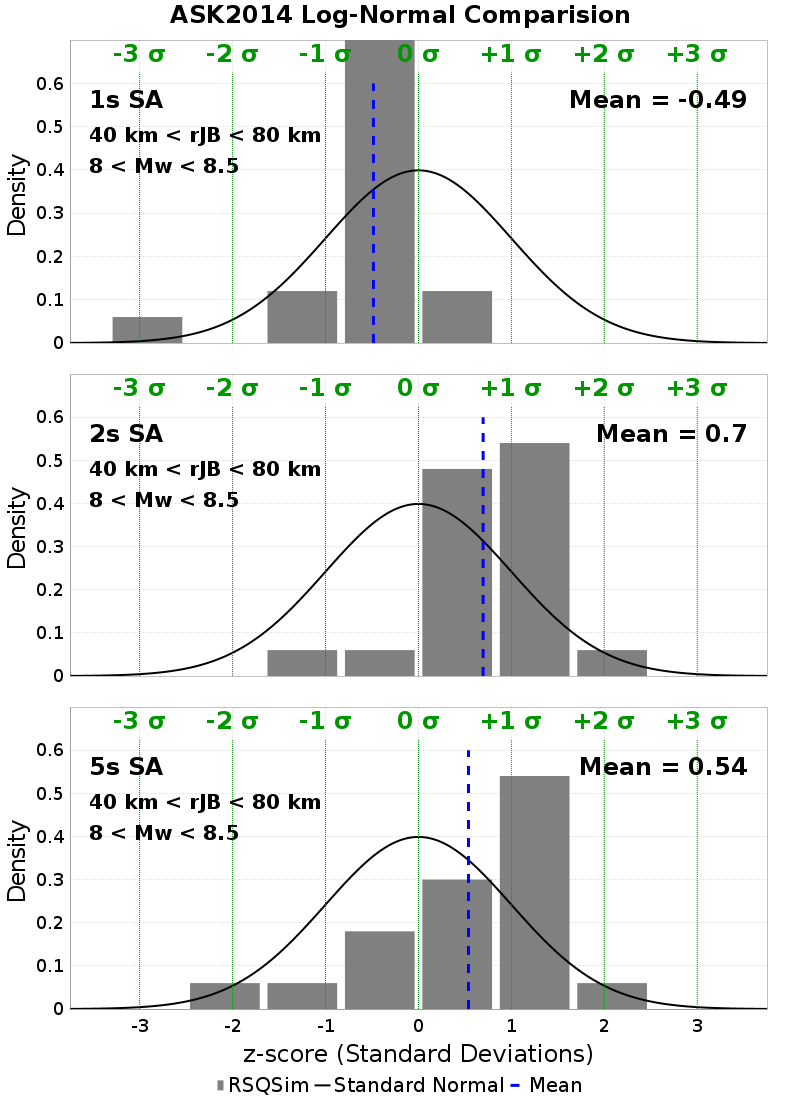 ASK2014 Log-Normal Comparision
-3 σ -2 σ -1 σ 0 σ +1 σ +2 σ +3 σ
1s SA Mean = -0.49
40 km < rJB < 80 km
8 < Mw < 8.5
Density
0.6
0.5
0.4
0.3
0.2
0.1
0
-3 σ -2 σ -1 σ 0 σ +1 σ +2 σ +3 σ
2s SA Mean = 0.7
40 km < rJB < 80 km
8 < Mw < 8.5
Density
0.6
0.5
0.4
0.3
0.2
0.1
0
-3 σ -2 σ -1 σ 0 σ +1 σ +2 σ +3 σ
5s SA Mean = 0.54
40 km < rJB < 80 km
8 < Mw < 8.5
Density
0.6
0.5
0.4
0.3
0.2
0.1
0
-3 -2 -1 0 1 2 3
z-score (Standard Deviations)
RSQSim Standard Normal Mean